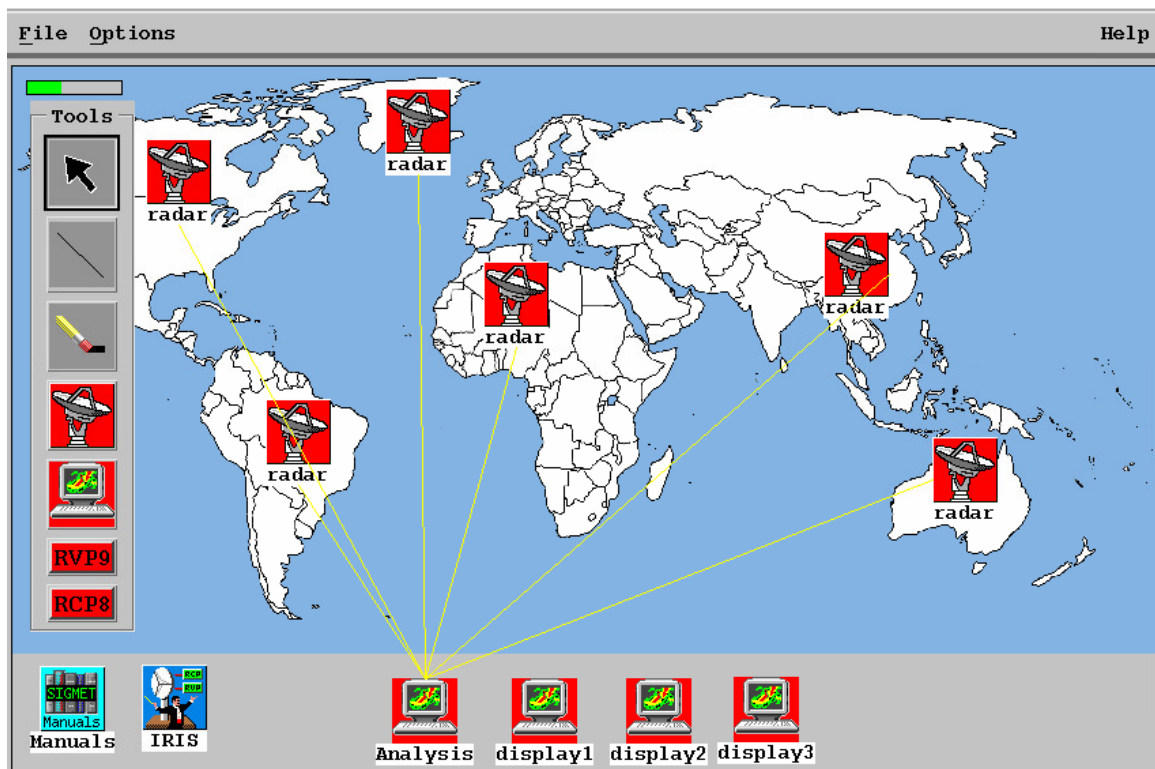 File Options Help
Tools
radar
radar
radar
radar
radar
radar
RVP9
RCP8
SIGMET
Manuals
Manuals
RCP
RVP
IRIS
Analysis
display1
display2
display3